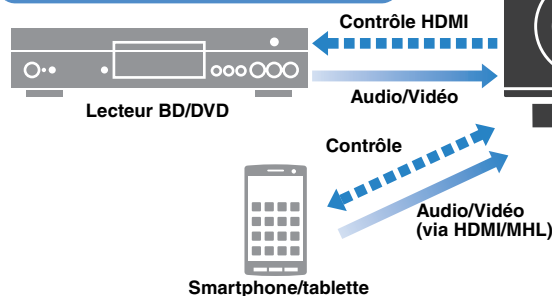 Contrôle HDMI
Audio/Vidéo
Lecteur BD/DVD
Contrôle
Audio/Vidéo
(via HDMI/MHL)
Smartphone/tablette